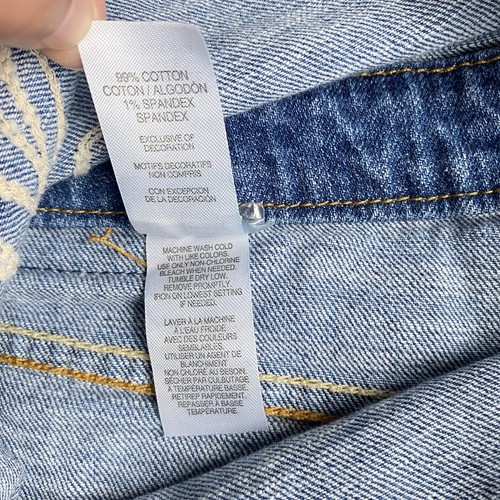 99% COTTON
COTON / ALGODÓN
1% SPANDEX
SPANDEX
EXCLUSIVE OF
DECORATION
MOTIFS DECORATIFS
NON COMPRIS
CON EXCEPCION
DE LA DECORACIÓN
MACHINE WASH COLD
WITH LIKE COLORS.
USE ONLY NON-CHLORINE
BLEACH WHEN NEEDED.
TUMBLE DRY LOW.
REMOVE PROMPTLY.
IRON ON LOWEST SETTING
IF NEEDED.
LAVER À LA MACHINE
À L'EAU FROIDE
AVEC DES COULEURS
SEMBLABLES.
UTILISER UN AGENT DE
BLANCHIMENT
NON-CHLORE AU BESOIN.
SÉCHER PAR CULBUTAGE
À TEMPÉRATURE BASSE.
RETIRER RAPIDEMENT.
REPASSER À BASSE
TEMPÉRATURE